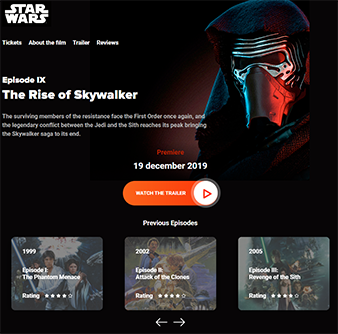 STAR
WARS
Tickets About the film Trailer Reviews
Episode IX
The Rise of Skywalker
The surviving members of the resistance face the First Order once again, and
the legendary conflict between the Jedi and the Sith reaches its peak bringing
the Skywalker saga to its end.
Premiere
19 december 2019
WATCH THE TRAILER
Previous Episodes
1999
Episode I:
The Phantom Menace
Rating
2002
Episode II:
Attack of the Clones
Rating
2005
Episode III:
Revenge of the Sith
Rating